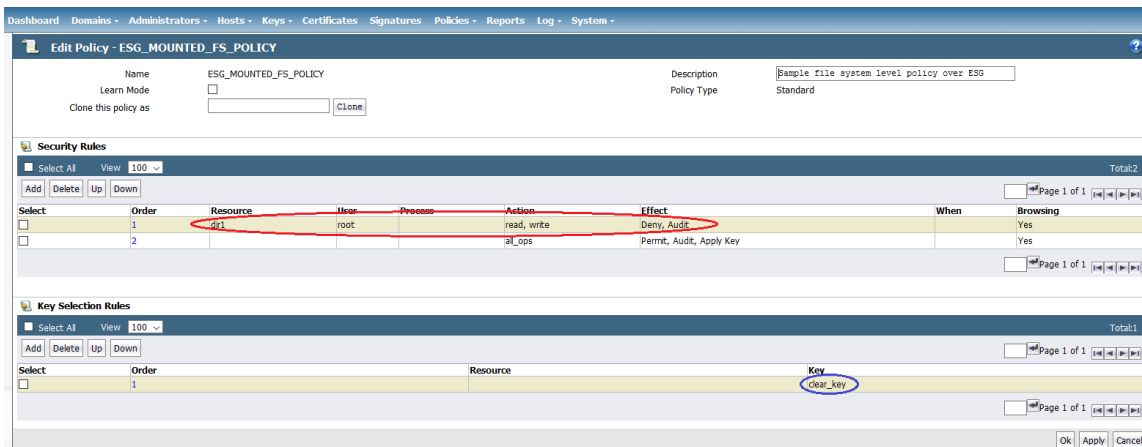 Dashboard Domains Administrators Hosts Keys Certificates Signatures Policies Reports Log System
Edit Policy - ESG_MOUNTED_FS_POLICY ?
Name ESG_MOUNTED_FS_POLICY Description Sample file system level policy over ESG
Learn Mode Policy Type Standard
Clone this policy as Clone
Security Rules
Select All View 100 Total:2
Add Delete Up Down Page 1 of 1
Select Order Resource User Process Action Effect When Browsing
1 dir1 root read, write Deny, Audit Yes
2 all_ops Permit, Audit, Apply Key Yes
Page 1 of 1
Key Selection Rules
Select All View 100 Total:1
Add Delete Up Down Page 1 of 1
Select Order Resource Key
1 clear_key
Page 1 of 1
Ok Apply Cancel